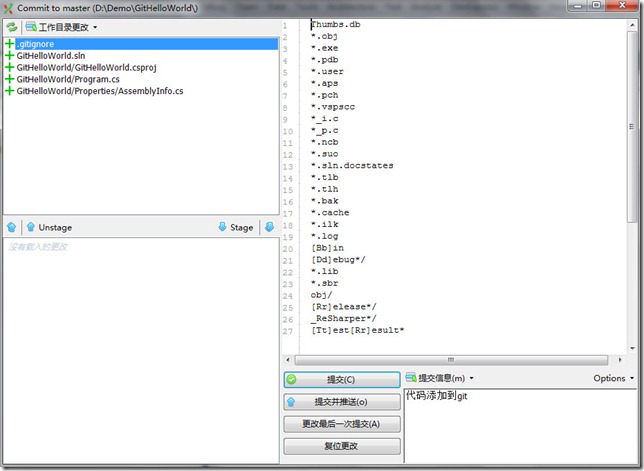 Commit to master (D:\Demo\GitHelloWorld\)
工作目录更改
.gitignore
GitHelloWorld.sln
GitHelloWorld/GitHelloWorld.csproj
GitHelloWorld/Program.cs
GitHelloWorld/Properties/AssemblyInfo.cs
Unstage
Stage
没有载入的更改
1 Thumbs.db
2 *.obj
3 *.exe
4 *.pdb
5 *.user
6 *.aps
7 *.pch
8 *.vspscc
9 *_i.c
10 *_p.c
11 *.ncb
12 *.suo
13 *.sln.docstates
14 *.tlb
15 *.tlh
16 *.bak
17 *.cache
18 *.ilk
19 *.log
20 [Bb]in
21 [Dd]ebug*/
22 *.lib
23 *.sbr
24 obj/
25 [Rr]elease*/
26 _ReSharper*/
27 [Tt]est[Rr]esult*
提交(C)
提交并推送(o)
更改最后一次提交(A)
复位更改
提交信息(m)
Options
代码添加到git